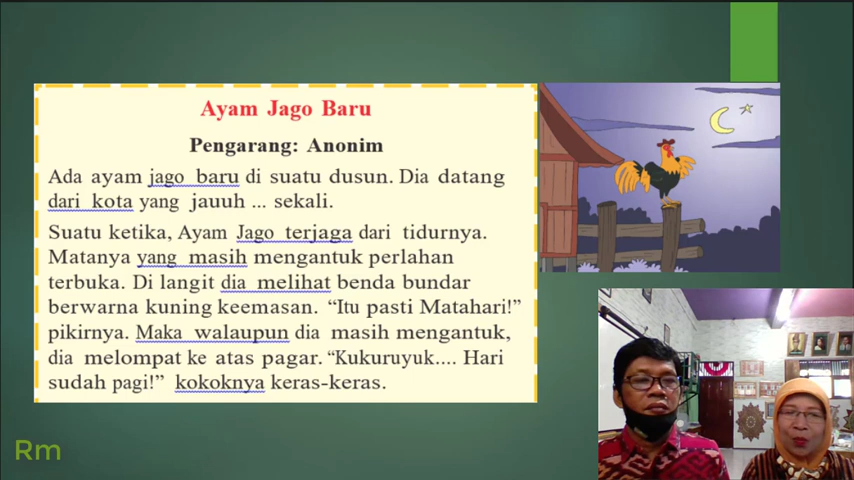 Ayam Jago Baru
Pengarang: Anonim
Ada ayam jago baru di suatu dusun. Dia datang
dari kota yang jauuh ... sekali.
Suatu ketika, Ayam Jago terjaga dari tidurnya.
Matanya yang masih mengantuk perlahan
terbuka. Di langit dia melihat benda bundar
berwarna kuning keemasan. “Itu pasti Matahari!”
pikirnya. Maka walaupun dia masih mengantuk,
dia melompat ke atas pagar. “Kukuruyuk.... Hari
sudah pagi!” kokoknya keras-keras.
Rm